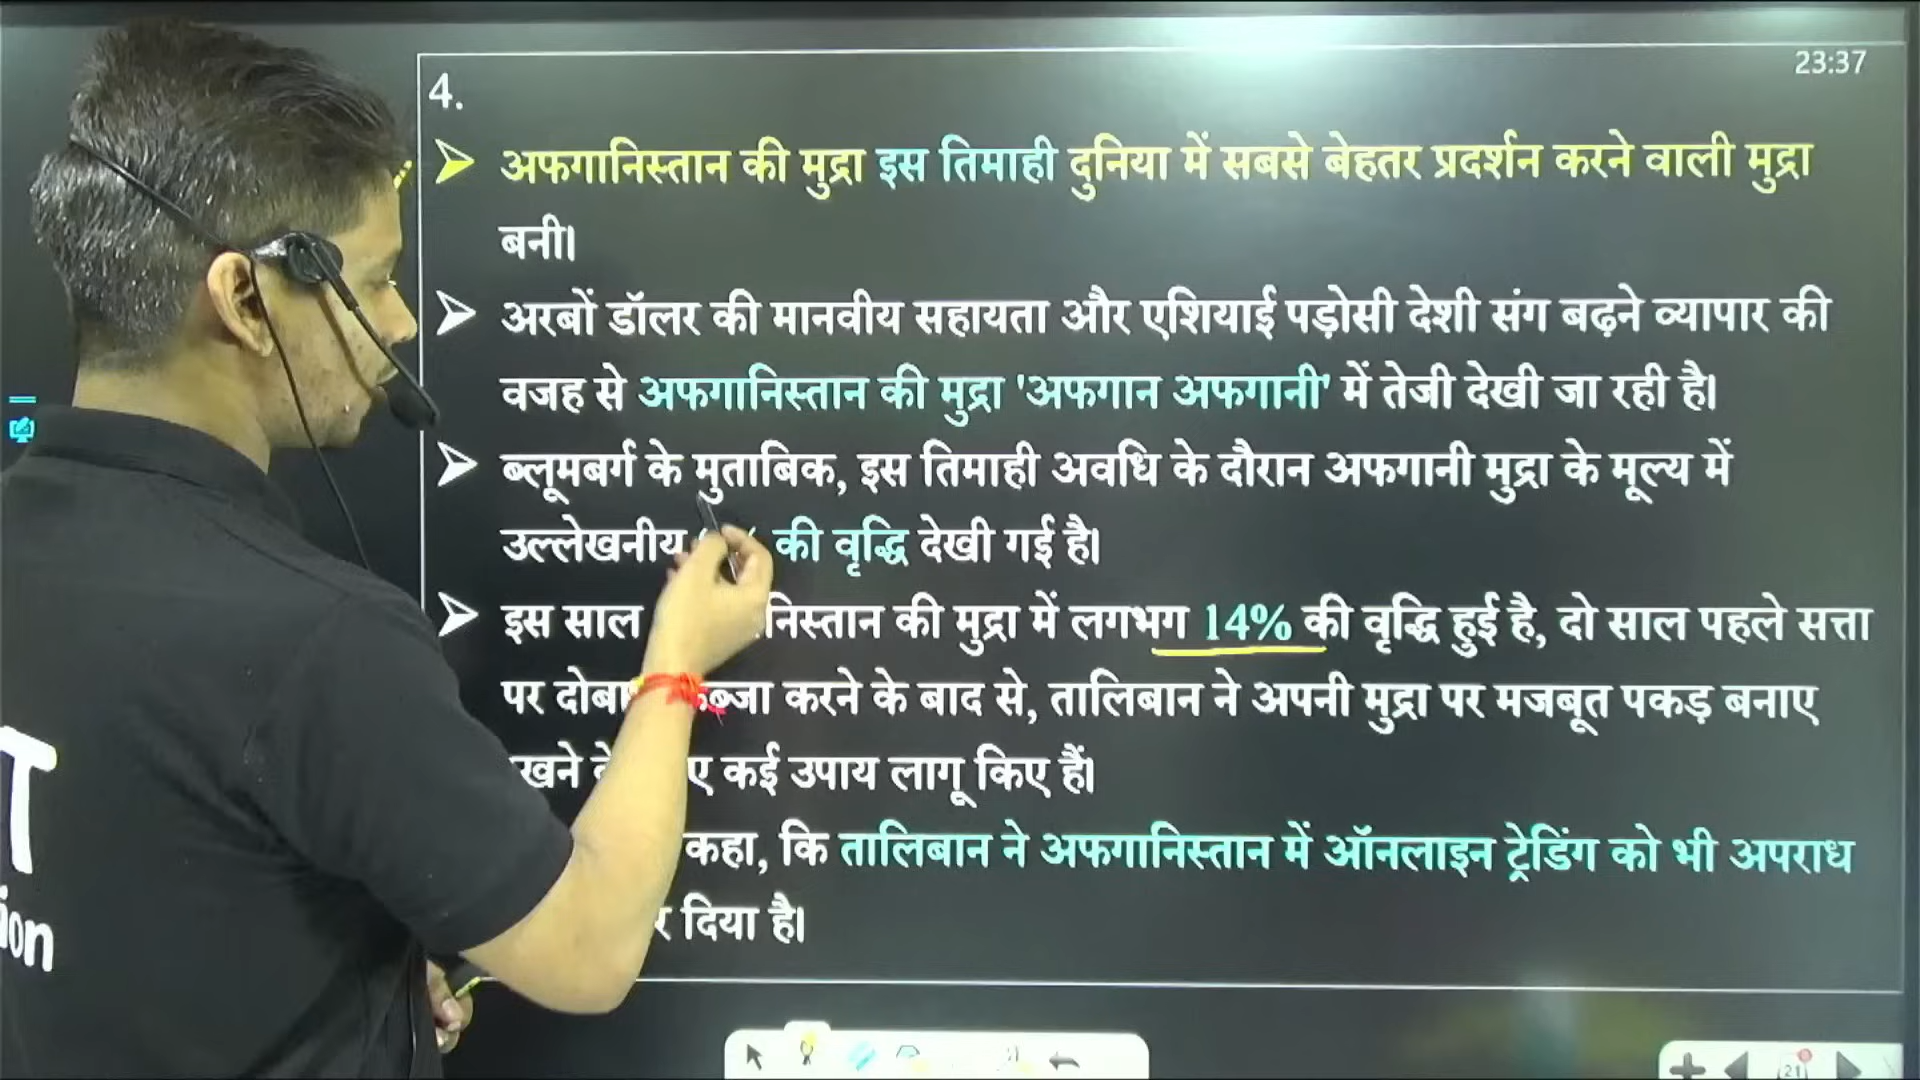 23:37
4.
अफगानिस्तान की मुद्रा इस तिमाही दुनिया में सबसे बेहतर प्रदर्शन करने वाली मुद्रा
बनी।
अरबों डॉलर की मानवीय सहायता और एशियाई पड़ोसी देशी संग बढ़ने व्यापार की
वजह से अफगानिस्तान की मुद्रा 'अफगान अफगानी' में तेजी देखी जा रही है।
ब्लूमबर्ग के मुताबिक, इस तिमाही अवधि के दौरान अफगानी मुद्रा के मूल्य में
उल्लेखनीय की वृद्धि देखी गई है।
इस साल की मुद्रा में लगभग 14% की वृद्धि हुई है, दो साल पहले सत्ता
पर करने के बाद से, तालिबान ने अपनी मुद्रा पर मजबूत पकड़ बनाए
कई उपाय लागू किए हैं।
कहा, कि तालिबान ने अफगानिस्तान में ऑनलाइन ट्रेडिंग को भी अपराध
दिया है।
T
ion
21